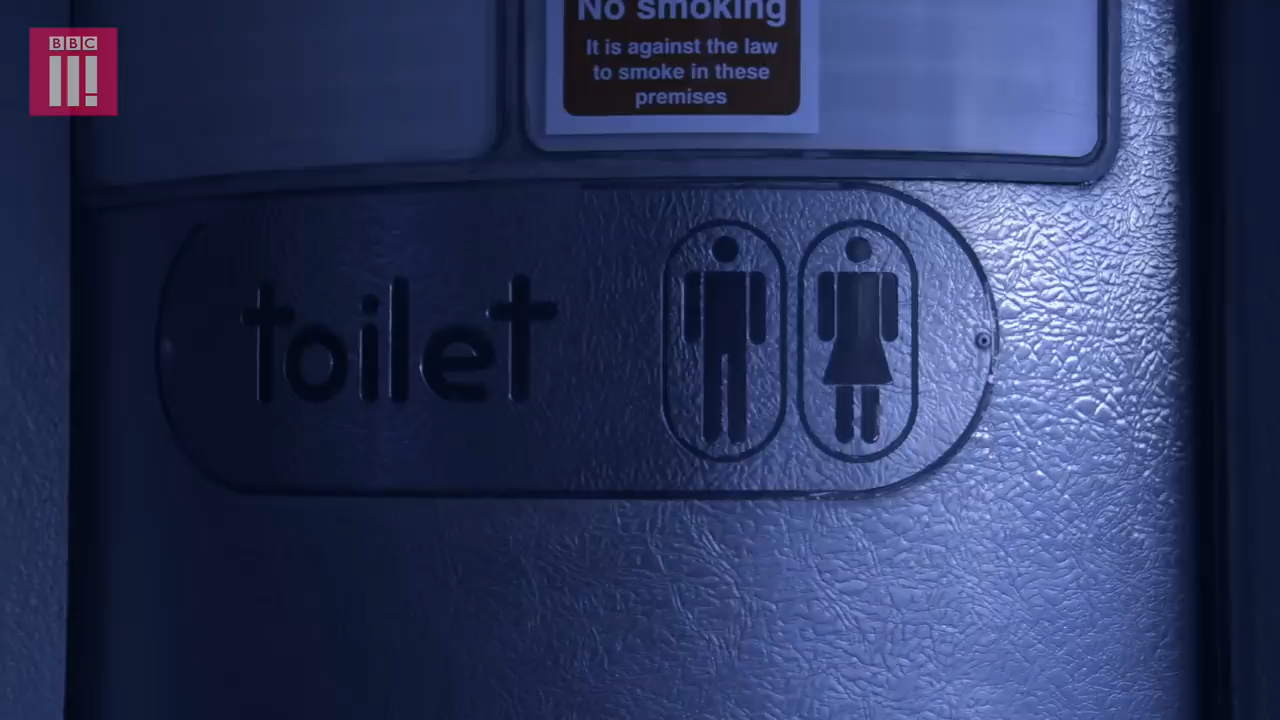 BBC
No smoking
It is against the law
to smoke in these
premises
toilet